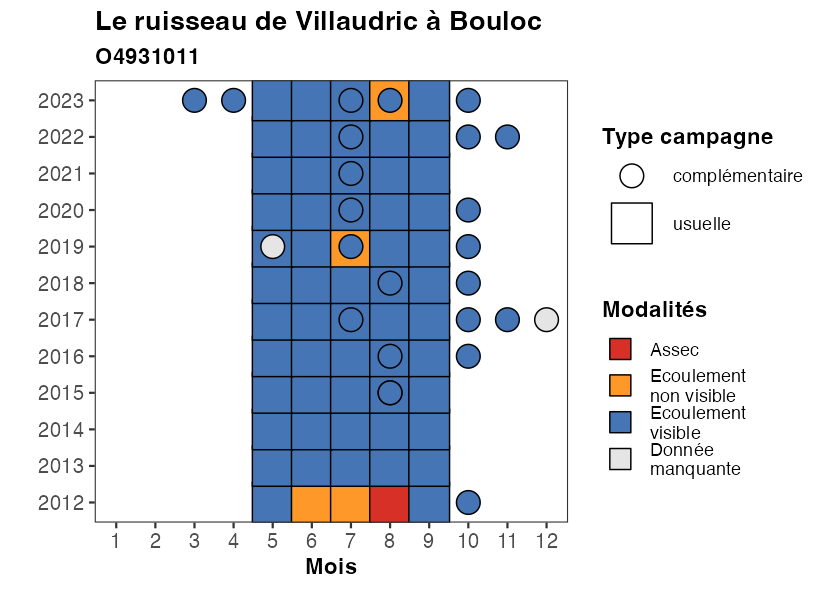 Le ruisseau de Villaudric à Bouloc
O4931011
2023
2022
2021
2020
2019
2018
2017
2016
2015
2014
2013
2012
1 2 3 4 5 6 7 8 9 10 11 12
Mois
Type campagne
complémentaire
usuelle
Modalités
Assec
Ecoulement
non visible
Ecoulement
visible
Donnée
manquante